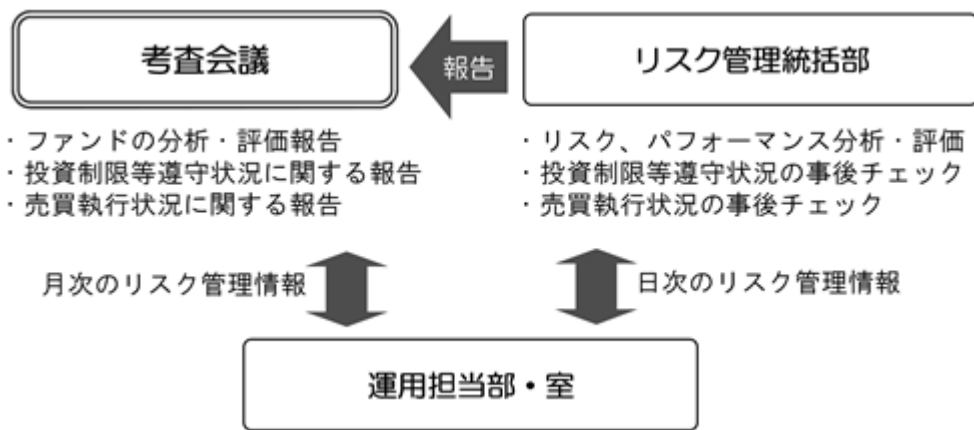 考査会議
報告
リスク管理統括部
・ファンドの分析・評価報告
・投資制限等遵守状況に関する報告
・売買執行状況に関する報告
・リスク、パフォーマンス分析・評価
・投資制限等遵守状況の事後チェック
・売買執行状況の事後チェック
月次のリスク管理情報
日次のリスク管理情報
運用担当部・室